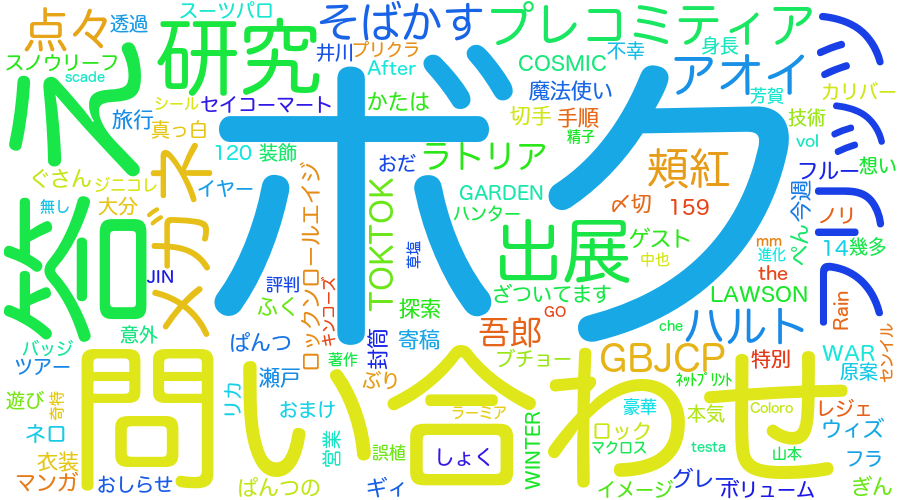 点々
透過
スーツパロ
そばかす
プレコミティア
フリッツ
スノウリーフ
scade
研究
井川
プリクラ
After
COSMIC
不幸
身長
アオイ
魔法使い
芳賀
カリバー
え
シール
セイコーマート
かたは
切手
手順
技術
旅行
真っ白
精子
vol
120
装飾
おだ
ラトリア
頬紅
フルー
想い
ぐさん
ジニコレ
ネ
イヤー
ボク
GARDEN
無し
大分
ハンター
〆切
159
今週
ノリ
答
メガ
ロックンロールエイジ
TOKTOK
草塩
出展
ゲスト
mm
進化
ぺん
14
幾多
中也
JIN
評判
キンコーズ
ざついてます
the
LAWSON
ふく
探索
GO
Rain
意外
ぱんつ
封筒
寄稿
吾郎
che
ハルト
センイル
バッジ
ツアー
瀬戸
著作
ぶり
ブチョー
GBJCP
特別
WAR
原案
問い合わせ
遊び
奇特
リカ
おまけ
ラーミア
ネットプリント
豪華
本気
Coloro
レジェ
ネロ
営業
誤植
WINTER
ロック
マクロス
testa
山本
ウィズ
衣装
しょく
フラ
マンガ
おしらせ
ぱんつの
ギィ
イメージ
グレー
ボリューム
ぎん